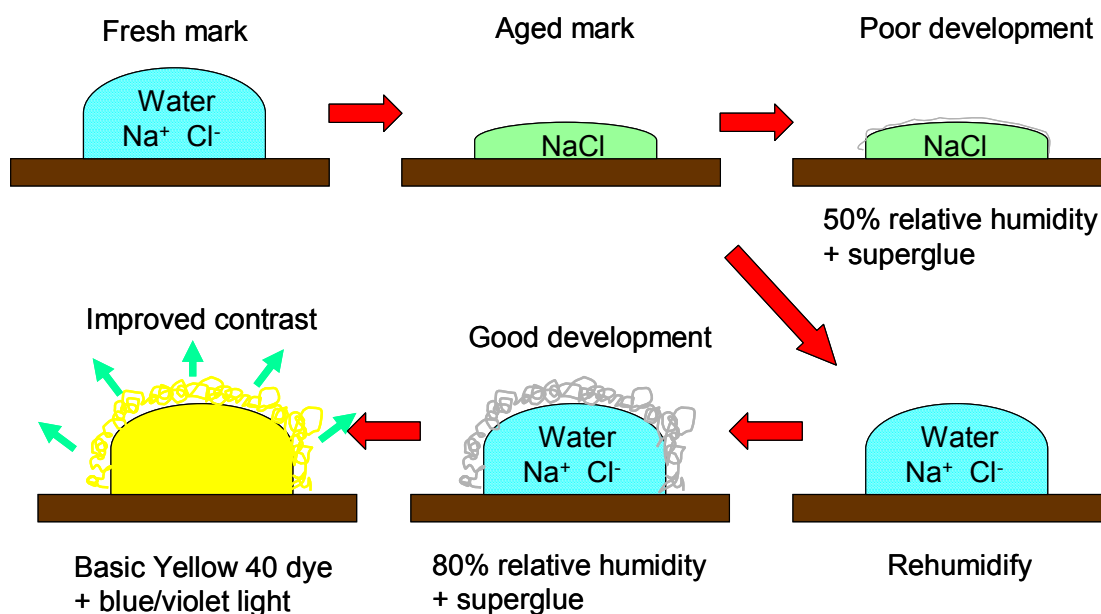 Fresh mark
Water
Na⁺ Cl⁻
Aged mark
NaCl
Poor development
NaCl
50% relative humidity
+ superglue
Improved contrast
Basic Yellow 40 dye
+ blue/violet light
Good development
Water
Na⁺ Cl⁻
80% relative humidity
+ superglue
Water
Na⁺ Cl⁻
Rehumidify